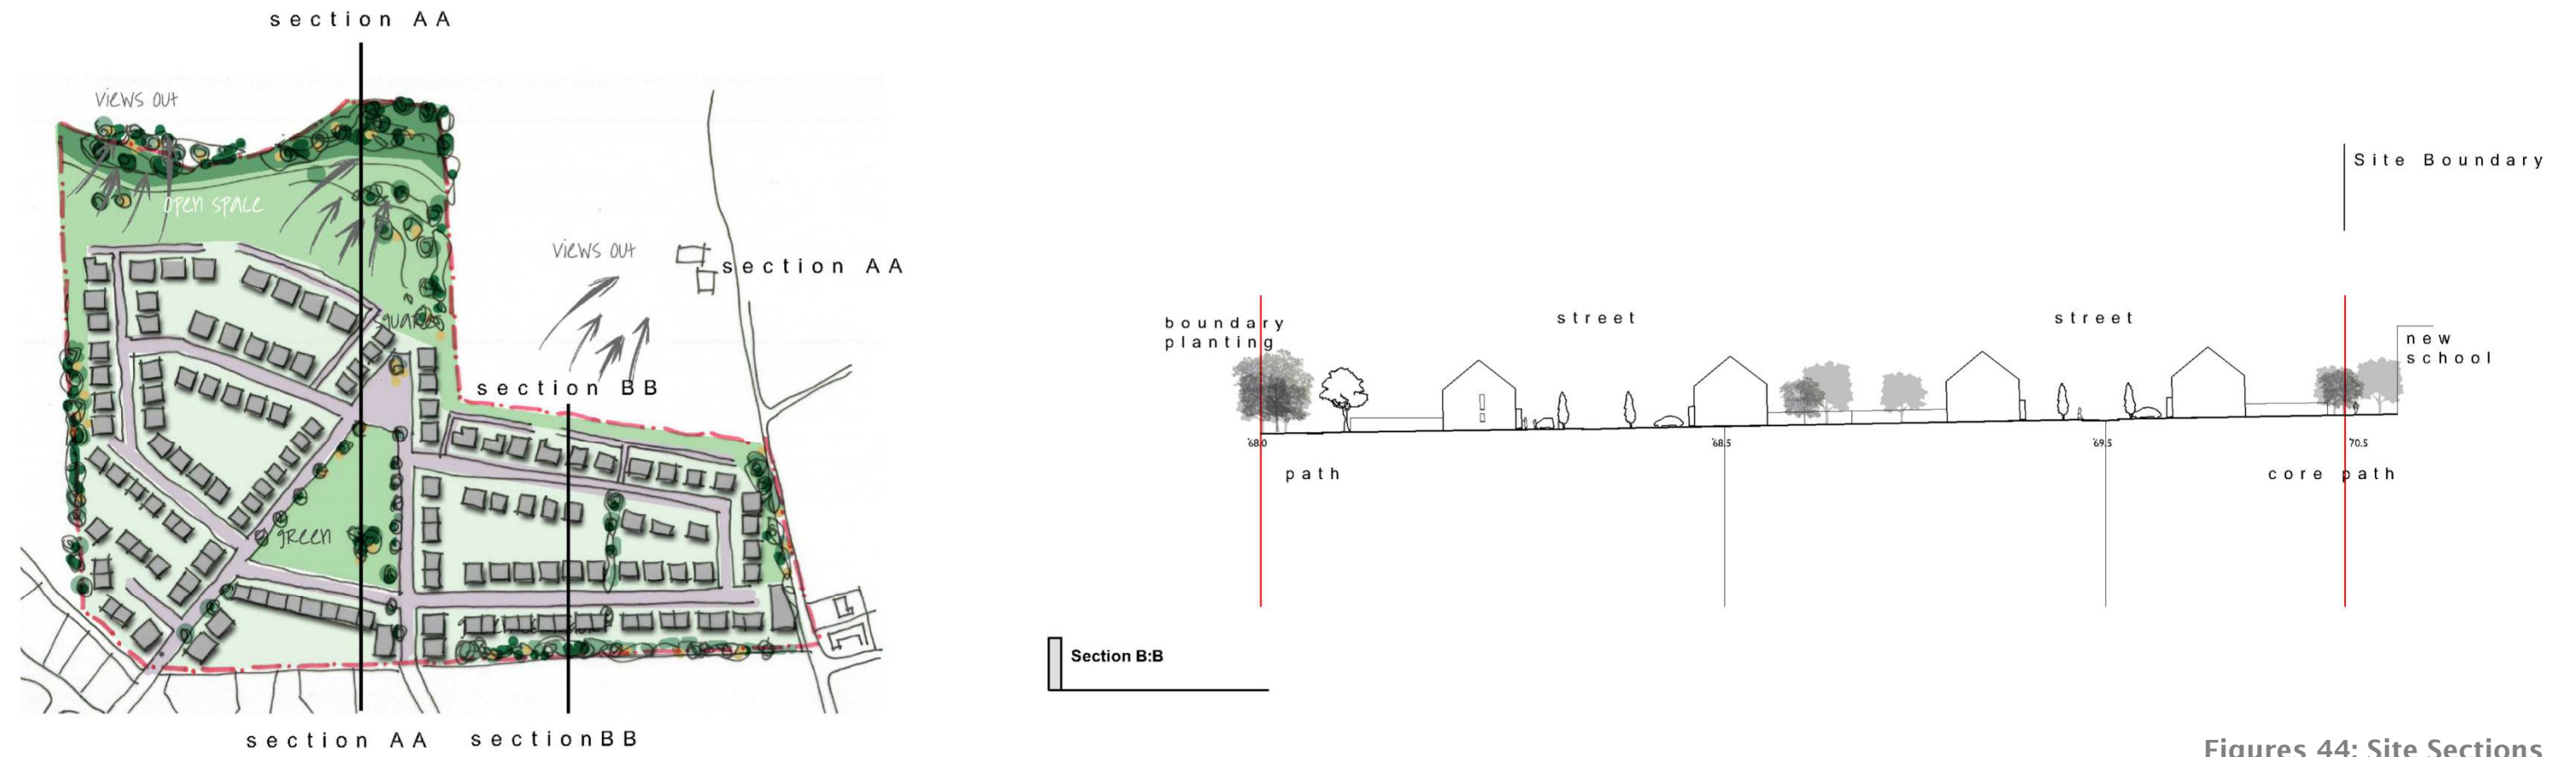 section AA
views out
open space
views out
section AA
section BB
green
section AA
sectionBB
Site Boundary
boundary
planting
street
street
new
school
68.0
68.5
69.5
70.5
path
core path
Section B:B
Figures 44: Site Sections